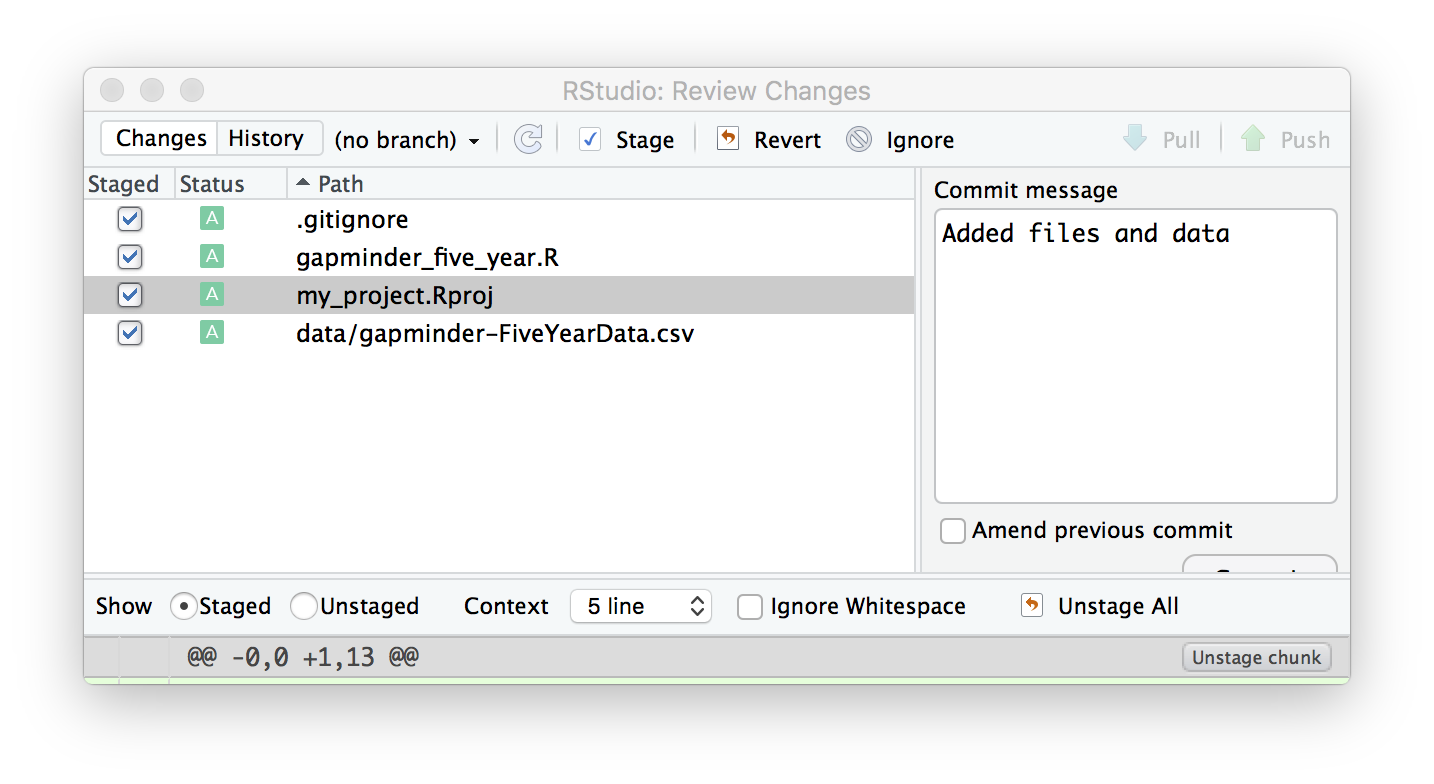 RStudio: Review Changes
Changes History (no branch) Stage Revert Ignore Pull Push
Staged Status Path
A .gitignore
A gapminder_five_year.R
A my_project.Rproj
A data/gapminder-FiveYearData.csv
Commit message
Added files and data
Amend previous commit
Show Staged Unstaged Context 5 line Ignore Whitespace Unstage All
@@ -0,0 +1,13 @@ Unstage chunk